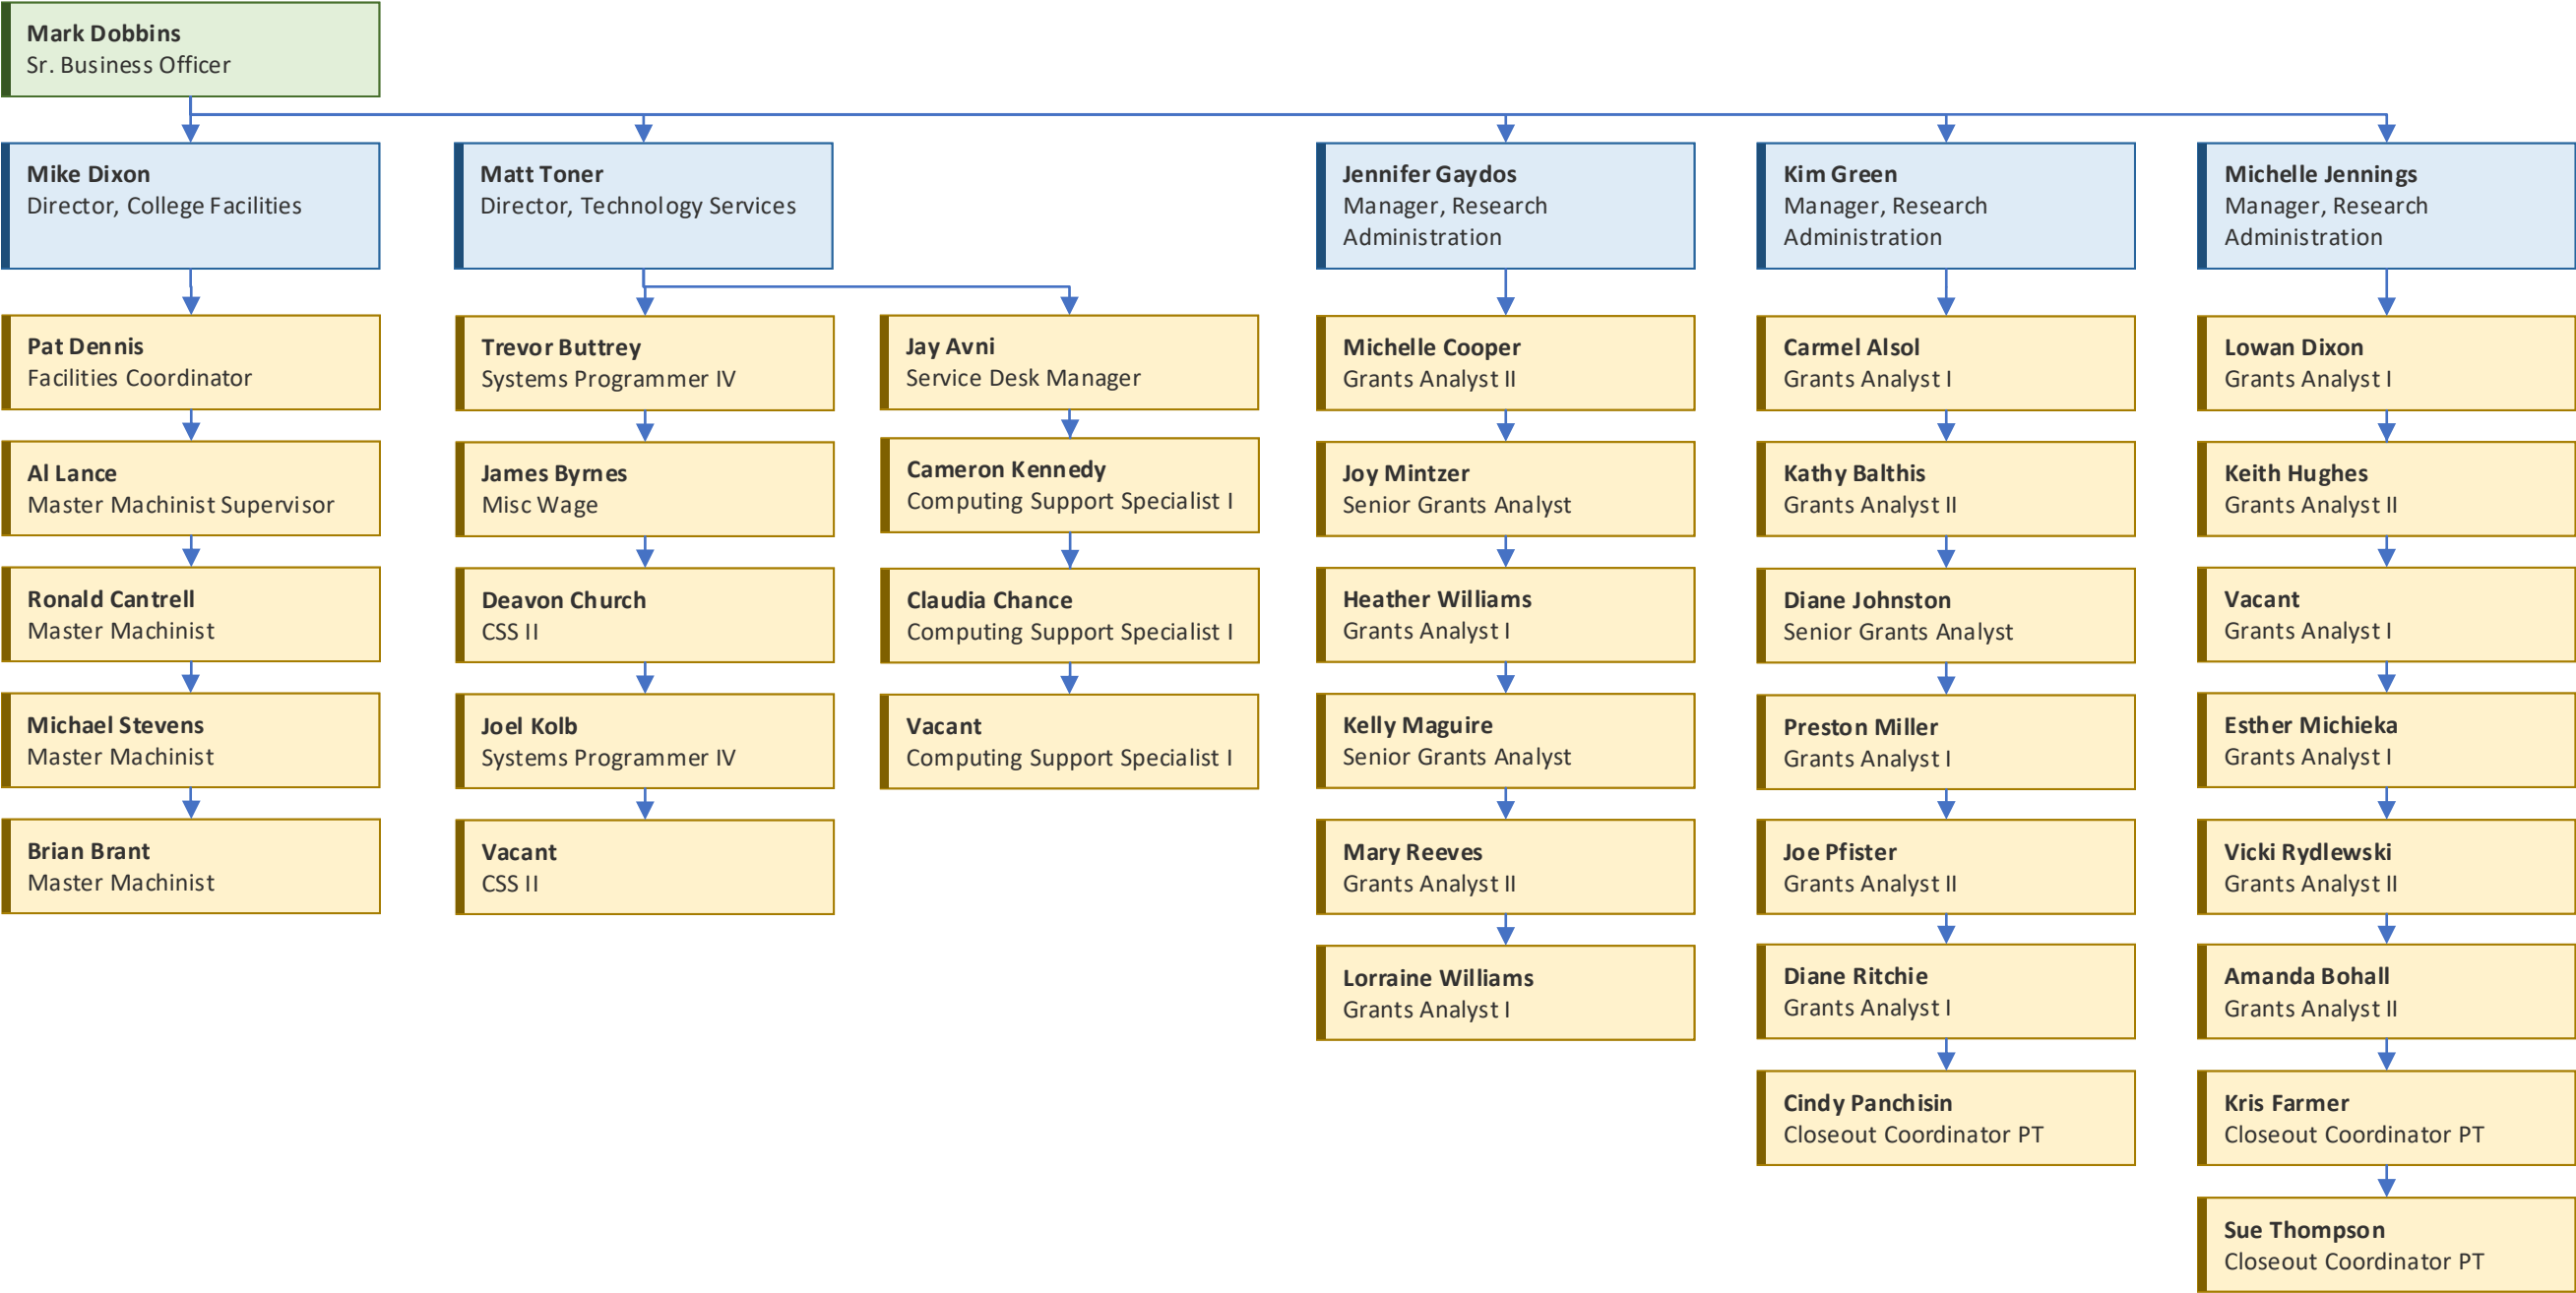 Mark Dobbins
Sr. Business Officer
Mike Dixon
Director, College Facilities
Matt Toner
Director, Technology Services
Jennifer Gaydos
Manager, Research
Administration
Kim Green
Manager, Research
Administration
Michelle Jennings
Manager, Research
Administration
Pat Dennis
Facilities Coordinator
Al Lance
Master Machinist Supervisor
Ronald Cantrell
Master Machinist
Michael Stevens
Master Machinist
Brian Brant
Master Machinist
Trevor Buttrey
Systems Programmer IV
James Byrnes
Misc Wage
Deavon Church
CSS II
Joel Kolb
Systems Programmer IV
Vacant
CSS II
Jay Avni
Service Desk Manager
Cameron Kennedy
Computing Support Specialist I
Claudia Chance
Computing Support Specialist I
Vacant
Computing Support Specialist I
Michelle Cooper
Grants Analyst II
Joy Mintzer
Senior Grants Analyst
Heather Williams
Grants Analyst I
Kelly Maguire
Senior Grants Analyst
Mary Reeves
Grants Analyst II
Lorraine Williams
Grants Analyst I
Carmel Alsol
Grants Analyst I
Kathy Balthis
Grants Analyst II
Diane Johnston
Senior Grants Analyst
Preston Miller
Grants Analyst I
Joe Pfister
Grants Analyst II
Diane Ritchie
Grants Analyst I
Cindy Panchisin
Closeout Coordinator PT
Lowan Dixon
Grants Analyst I
Keith Hughes
Grants Analyst II
Vacant
Grants Analyst I
Esther Michieka
Grants Analyst I
Vicki Rydlewski
Grants Analyst II
Amanda Bohall
Grants Analyst II
Kris Farmer
Closeout Coordinator PT
Sue Thompson
Closeout Coordinator PT